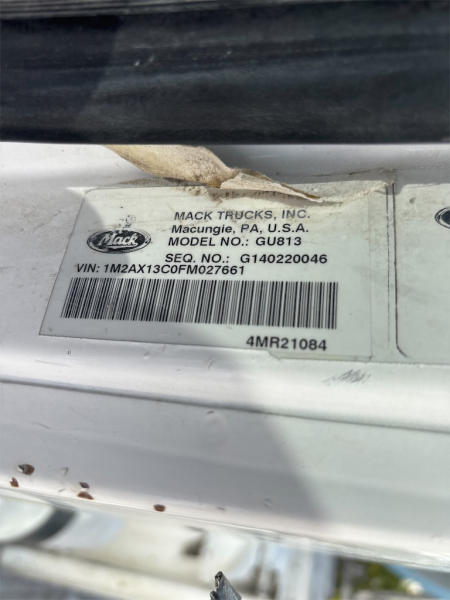 MACK TRUCKS, INC.
Macungie, PA, U.S.A.
Mack
MODEL NO.: GU813
SEQ. NO.: G140220046
VIN: 1M2AX13C0FM027661
4MR21084